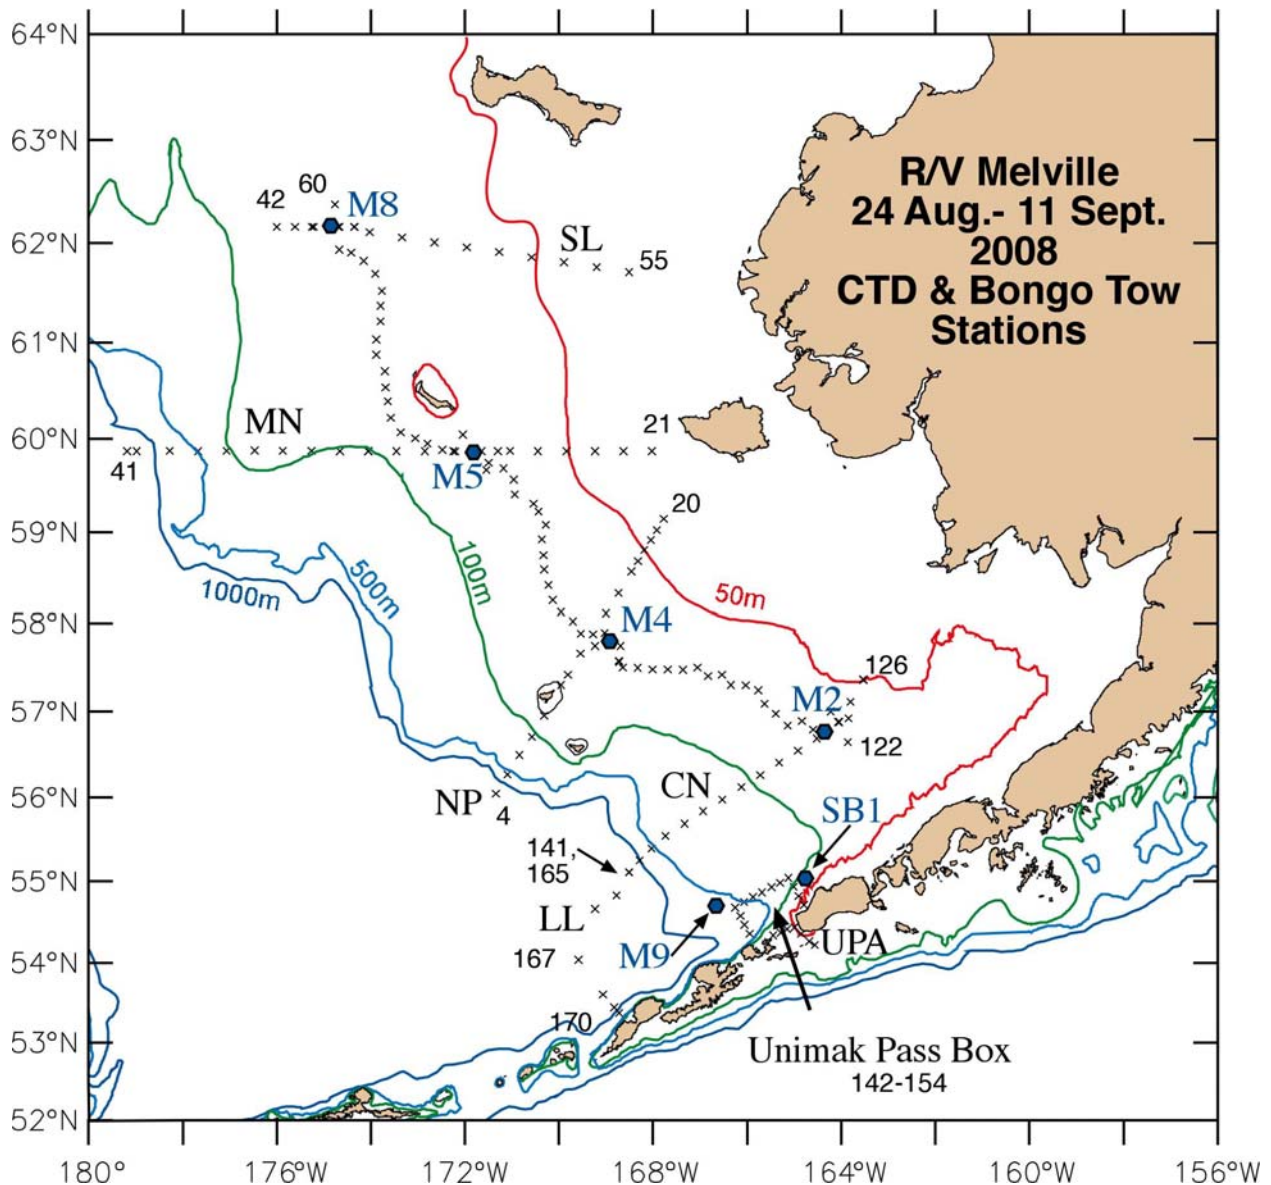 64°N
63°N
62°N
61°N
60°N
59°N
58°N
57°N
56°N
55°N
54°N
53°N
52°N
180°
176°W
172°W
168°W
164°W
160°W
156°W
R/V Melville
24 Aug.- 11 Sept.
2008
CTD & Bongo Tow
Stations
60
42
M8
SL
55
MN
21
41
M5
20
100m
500m
1000m
50m
M4
126
M2
122
CN
NP
4
SB1
141,
165
LL
M9
UPA
167
170
Unimak Pass Box
142-154